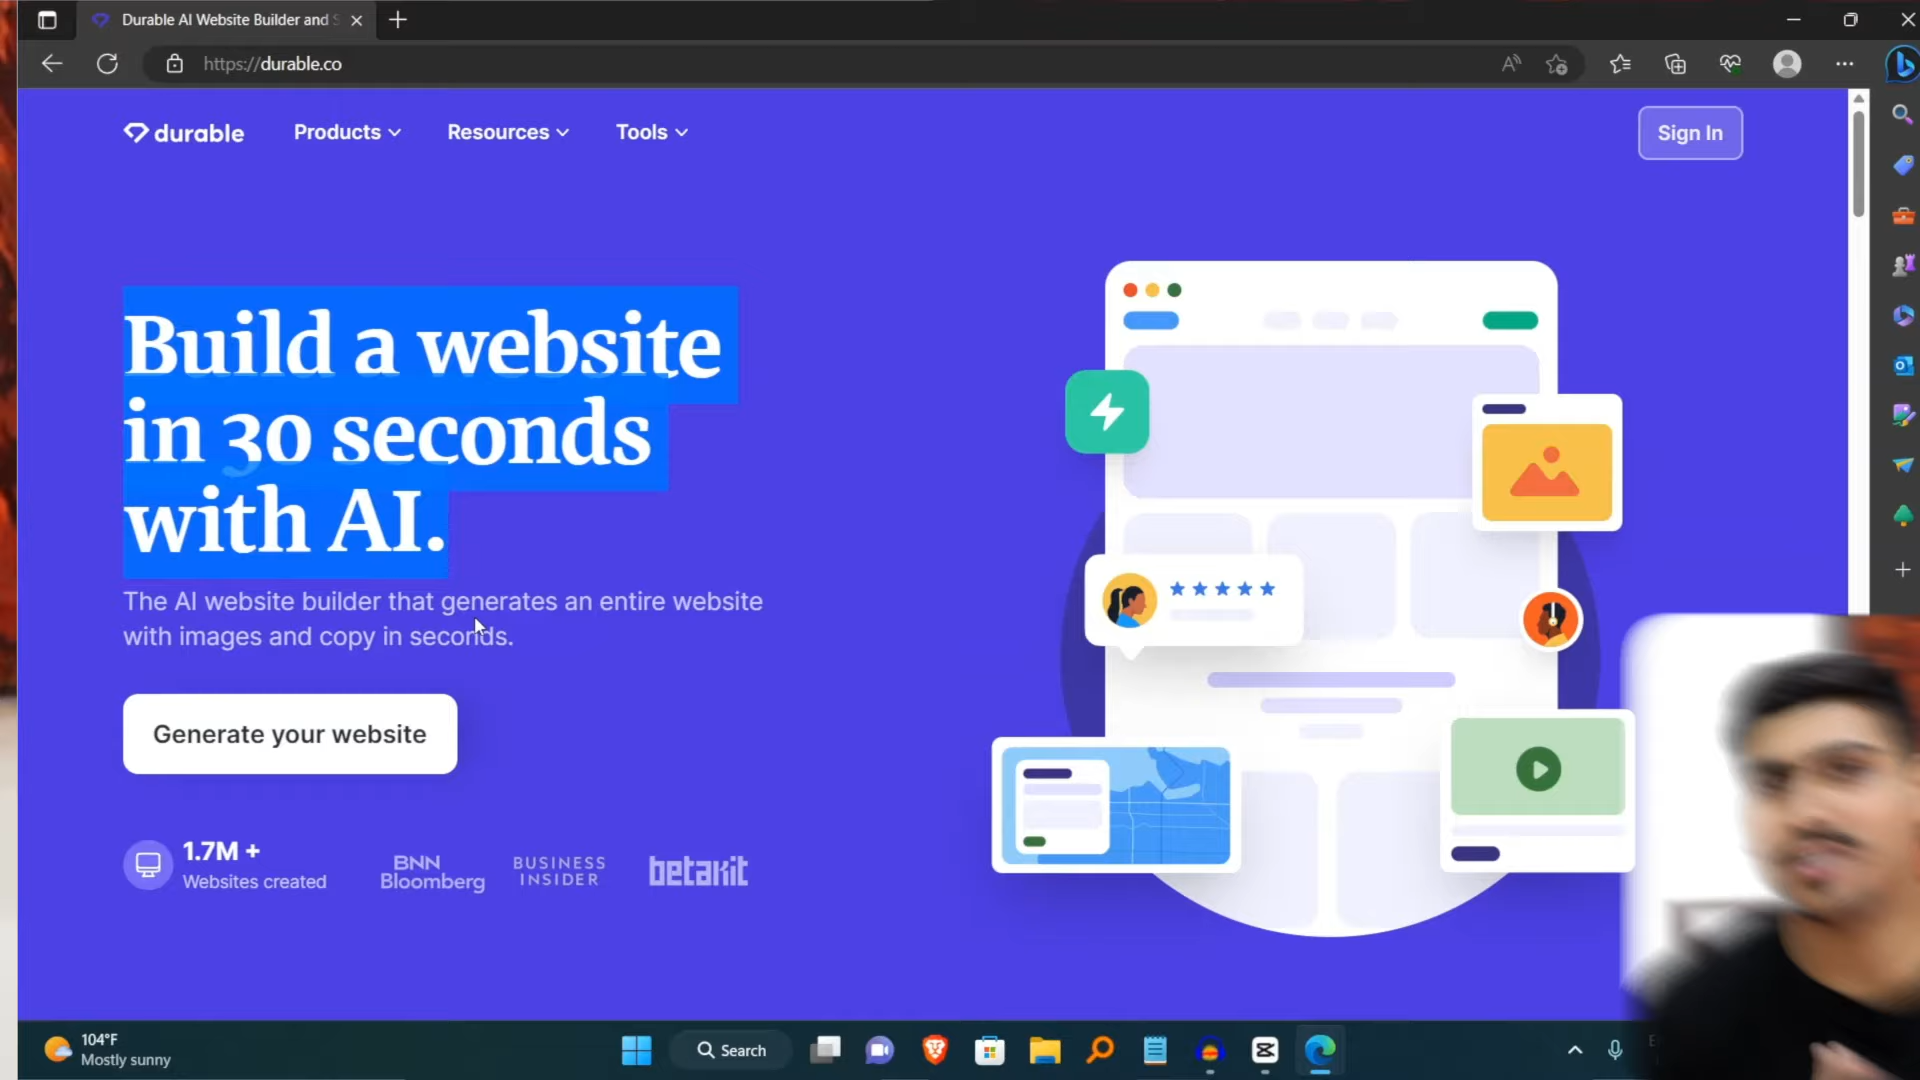 Durable AI Website Builder and S
https://durable.co
durable
Products
Resources
Tools
Sign In
Build a website
in 30 seconds
with AI.
The AI website builder that generates an entire website
with images and copy in seconds.
Generate your website
1.7M +
Websites created
BNN
Bloomberg
BUSINESS
INSIDER
betakit
104°F
Mostly sunny
Search